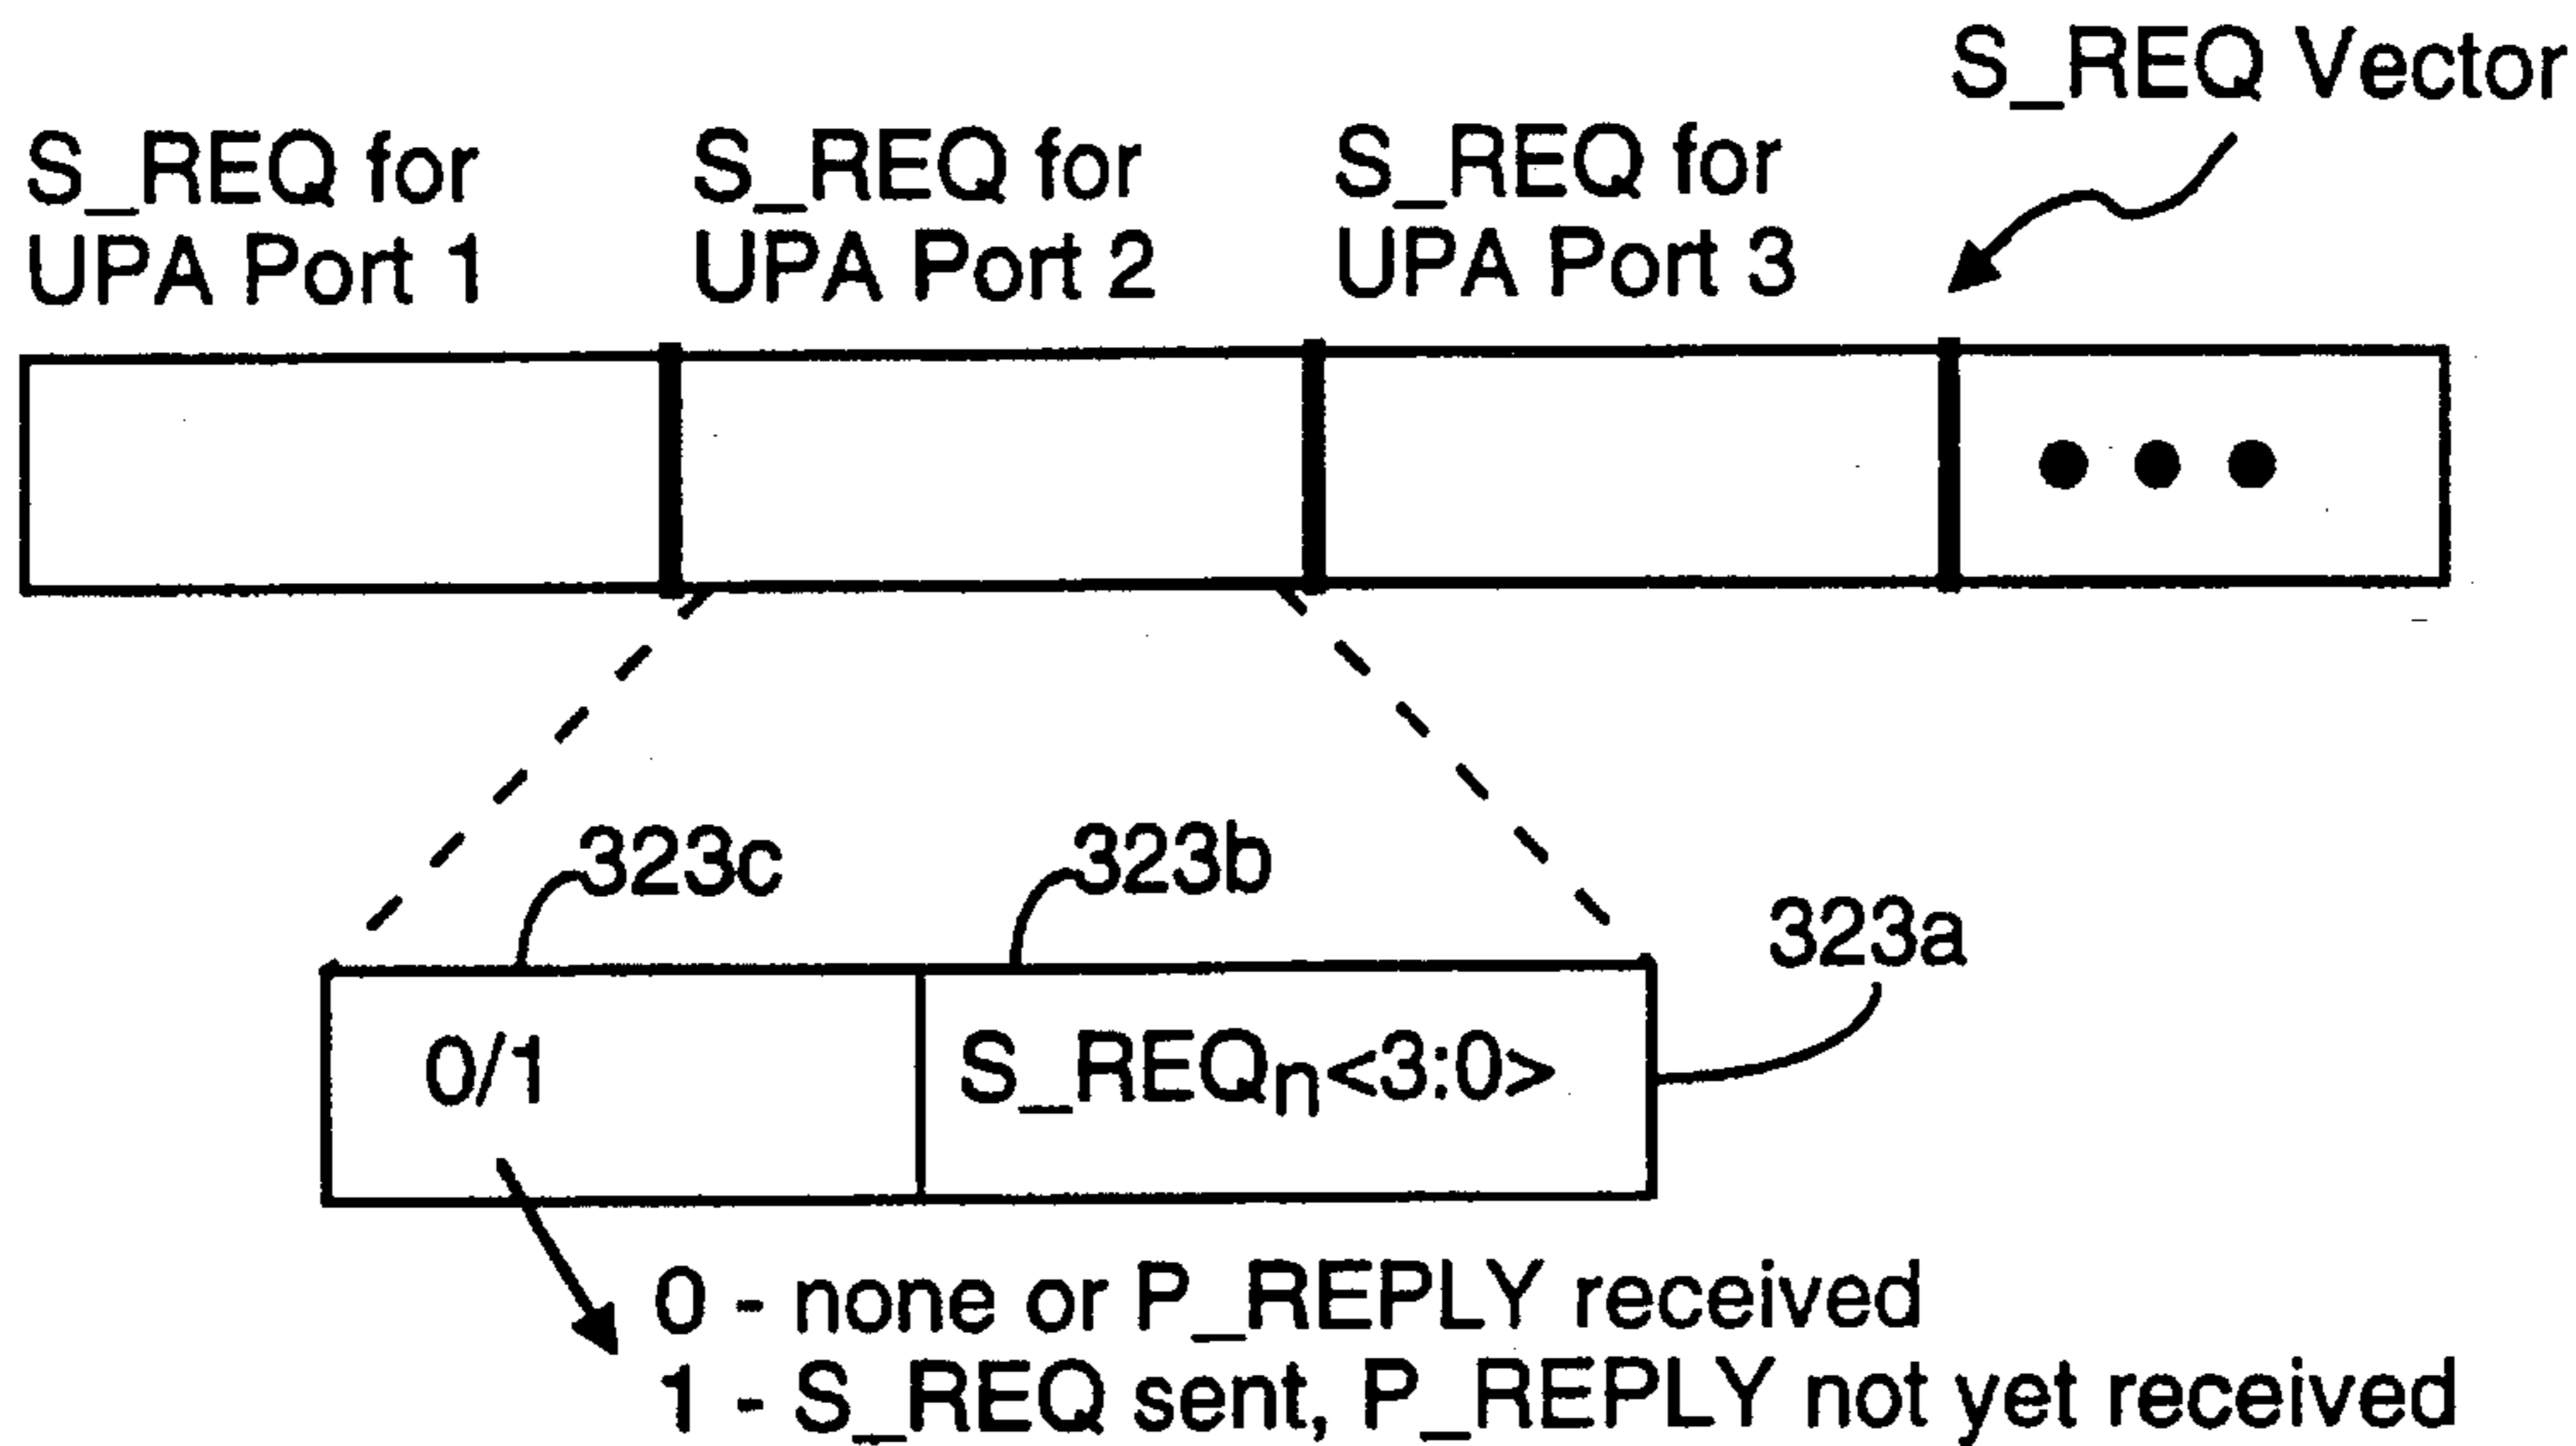 S_REQ Vector
S_REQ for
UPA Port 1
S_REQ for
UPA Port 2
S_REQ for
UPA Port 3
323c
323b
323a
0/1
S_REQn<3:0>
0 - none or P_REPLY received
1 - S_REQ sent, P_REPLY not yet received